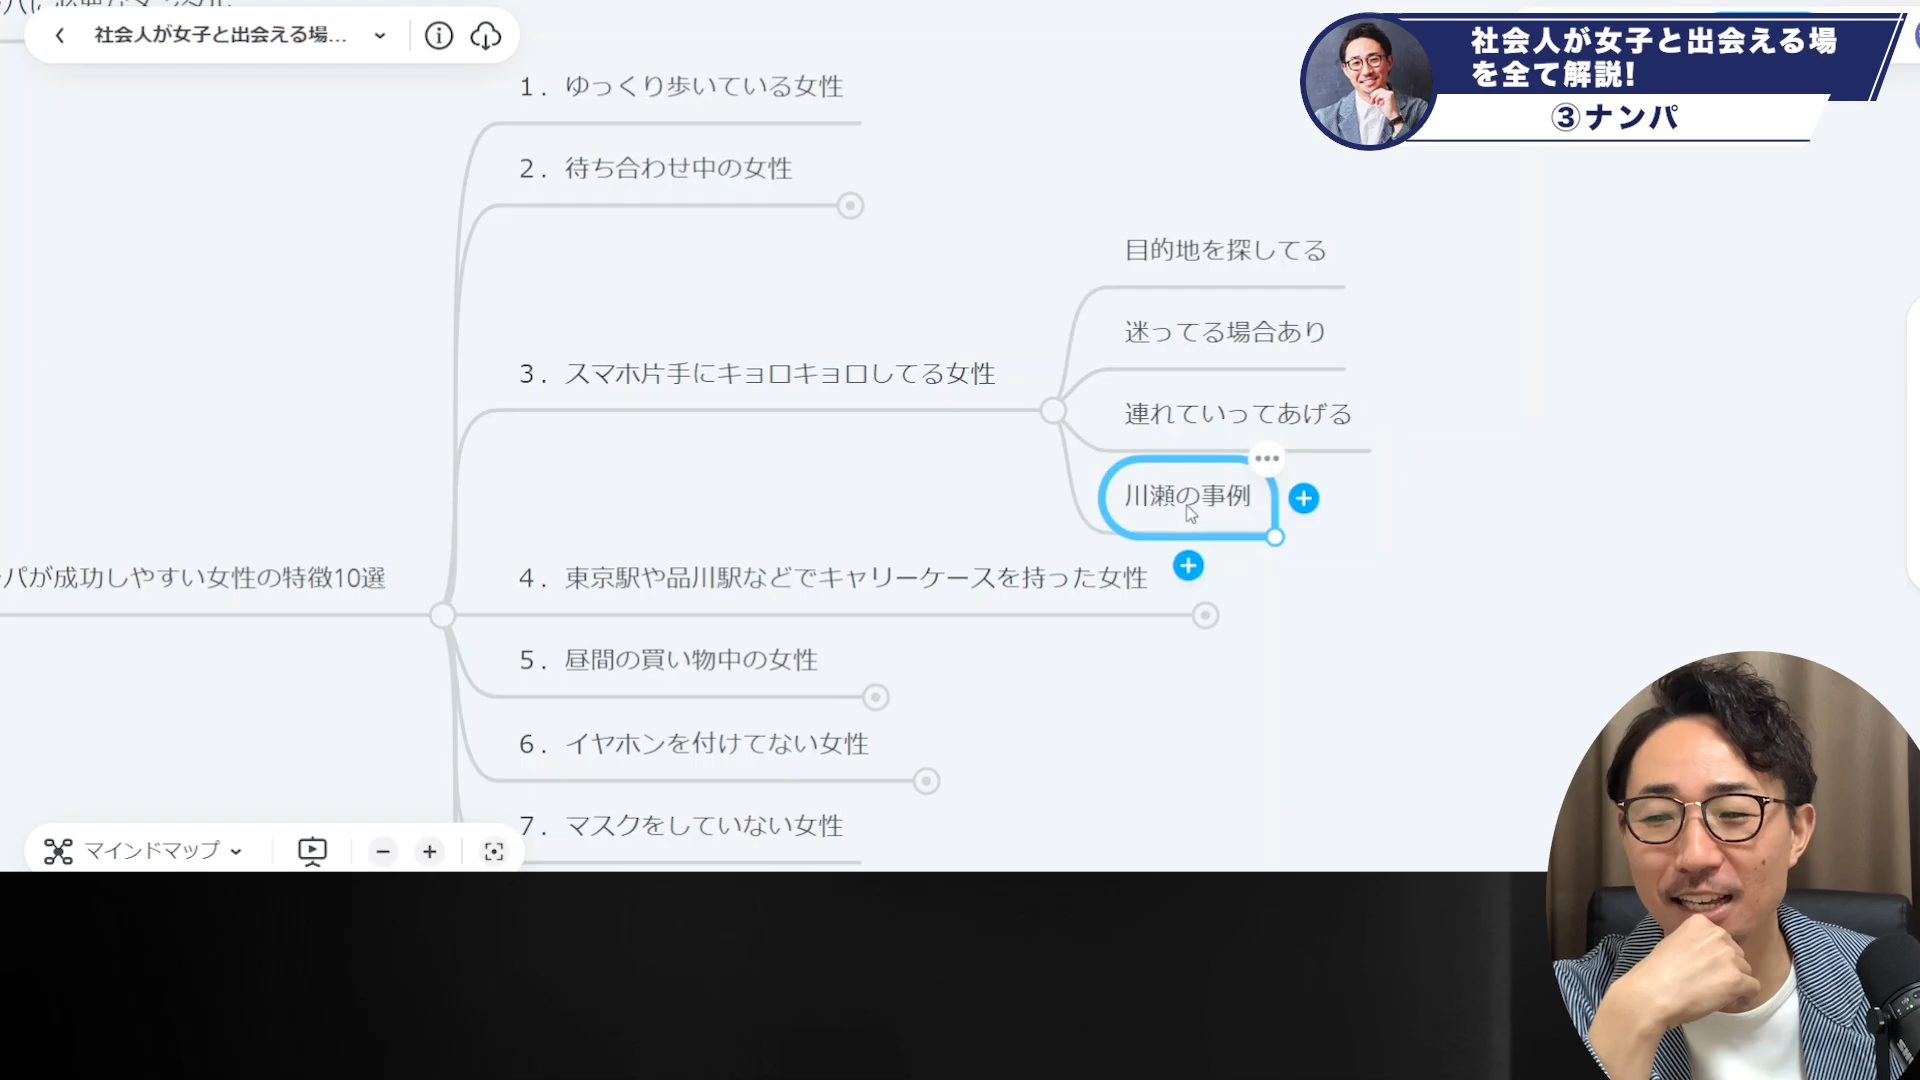 社会人が女子と出会える場...
社会人が女子と出会える場
を全て解説!
③ナンパ
1. ゆっくり歩いている女性
2. 待ち合わせ中の女性
目的地を探してる
迷ってる場合あり
3. スマホ片手にキョロキョロしてる女性
連れていってあげる
川瀬の事例
パが成功しやすい女性の特徴10選
4. 東京駅や品川駅などでキャリーケースを持った女性
5. 昼間の買い物中の女性
6. イヤホンを付けてない女性
7. マスクをしていない女性
マインドマップ